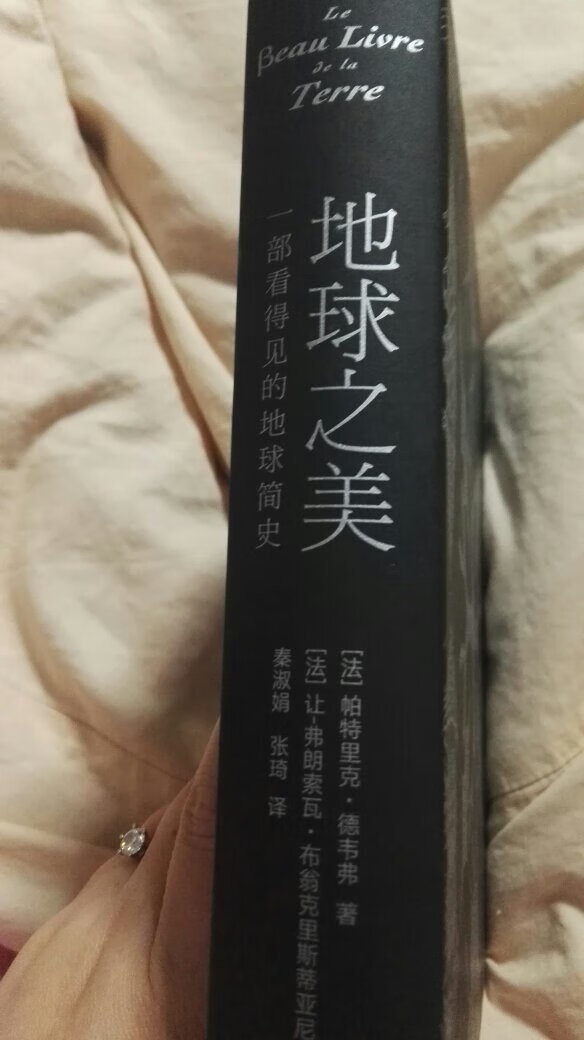 Le
Beau Livre
de la
Terre
地球之美
一部看得见的地球简史
[法] 帕特里克·德韦弗 著
[法] 让-弗朗索瓦·布翁克里斯蒂亚尼
秦淑娟 张琦 译